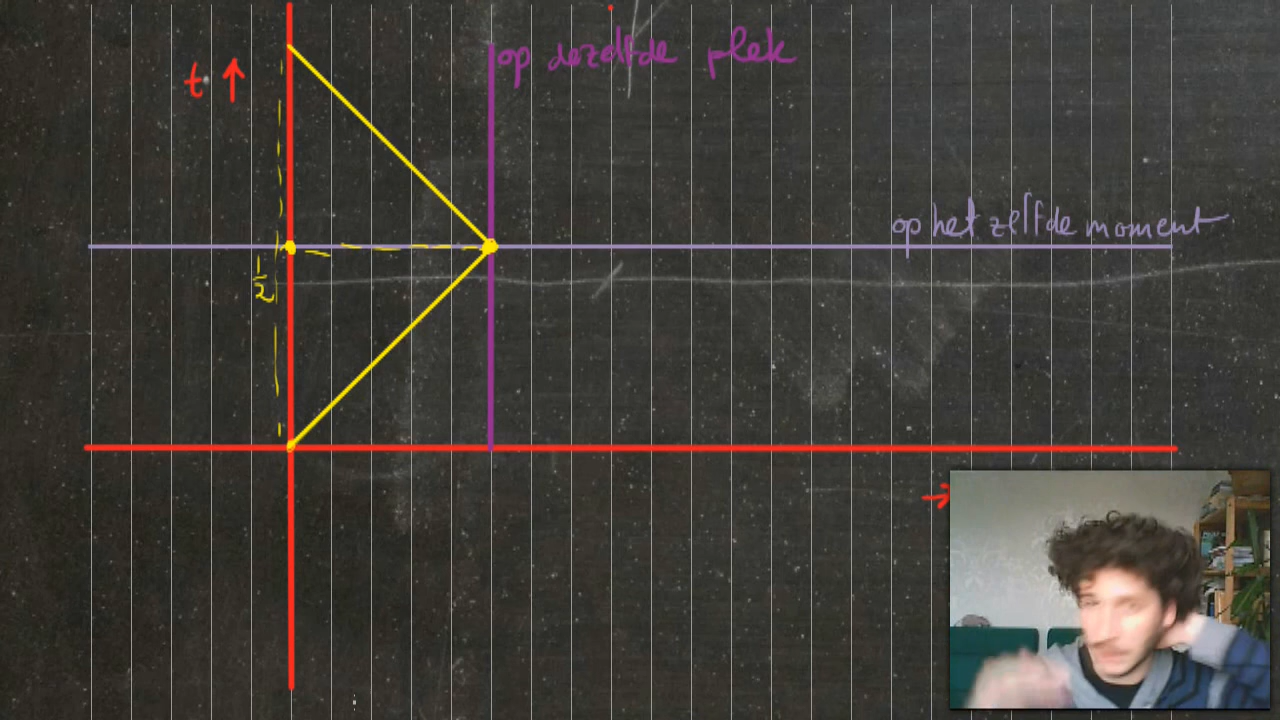 t ↑
op dezelfde plek
op het zelfde moment
1/2
→